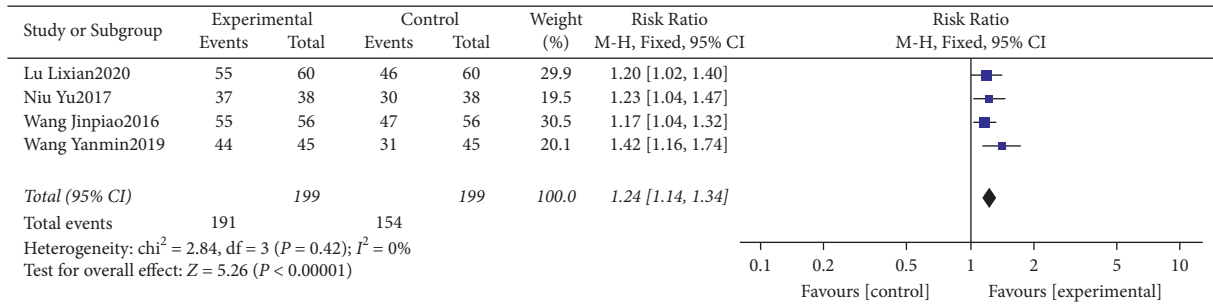 Study or Subgroup Experimental Control Weight Risk Ratio Risk Ratio
Events Total Events Total (%) M-H, Fixed, 95% CI M-H, Fixed, 95% CI
Lu Lixian2020 55 60 46 60 29.9 1.20 [1.02, 1.40]
Niu Yu2017 37 38 30 38 19.5 1.23 [1.04, 1.47]
Wang Jinpiao2016 55 56 47 56 30.5 1.17 [1.04, 1.32]
Wang Yanmin2019 44 45 31 45 20.1 1.42 [1.16, 1.74]
Total (95% CI) 199 199 100.0 1.24 [1.14, 1.34]
Total events 191 154
Heterogeneity: chi² = 2.84, df = 3 (P = 0.42); I² = 0%
Test for overall effect: Z = 5.26 (P < 0.00001)
0.1 0.2 0.5 1 2 5 10
Favours [control] Favours [experimental]